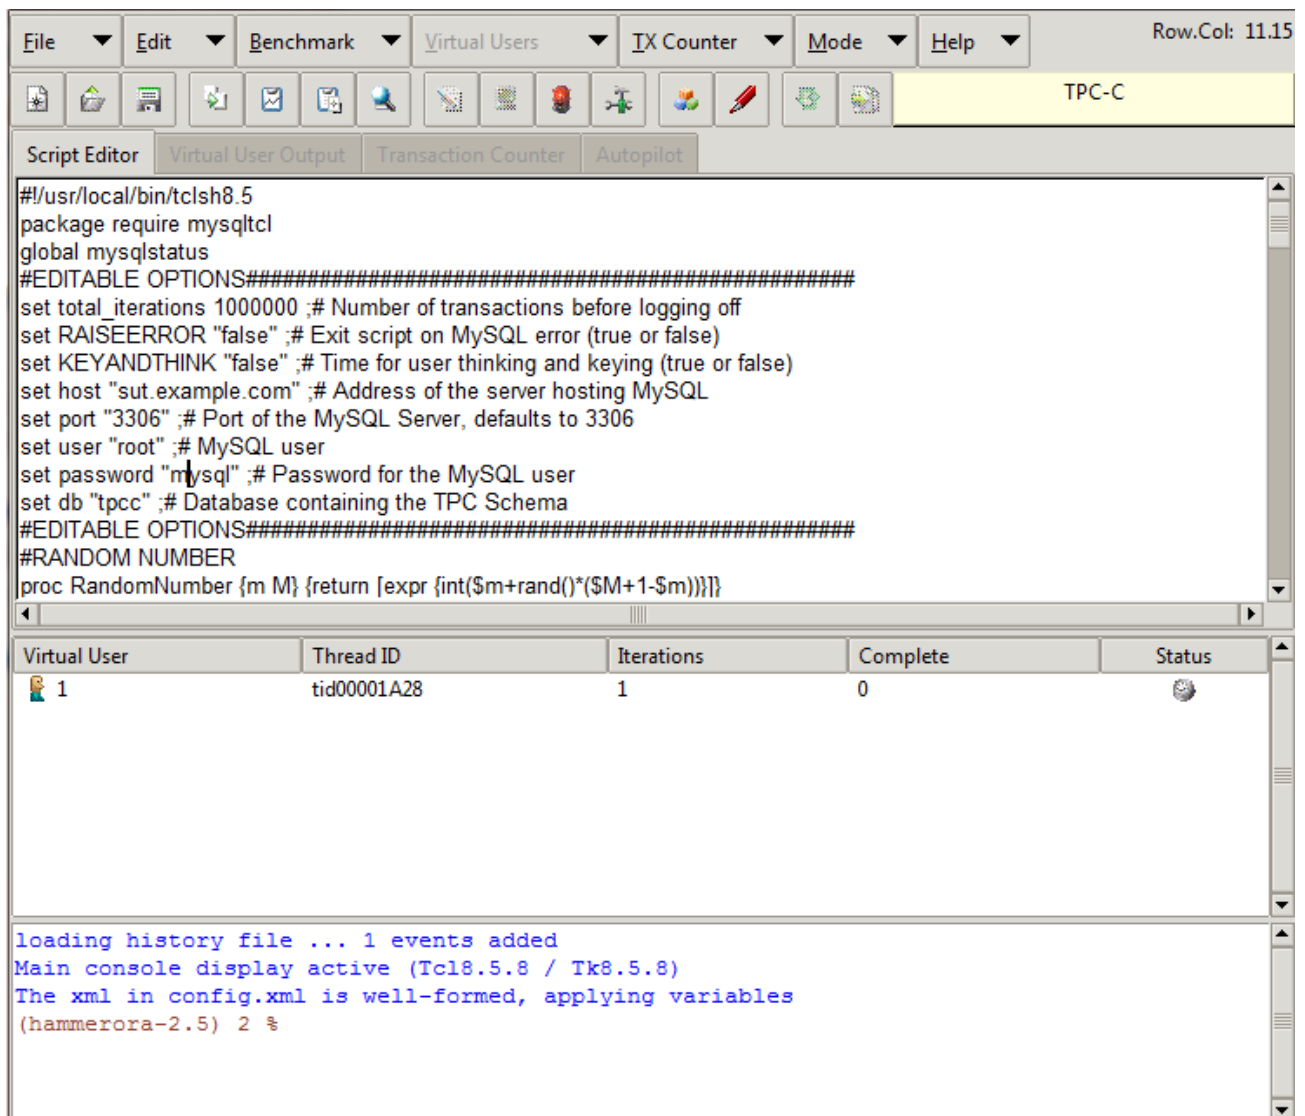 File Edit Benchmark Virtual Users TX Counter Mode Help Row.Col: 11.15
TPC-C
Script Editor Virtual User Output Transaction Counter Autopilot
#!/usr/local/bin/tclsh8.5
package require mysqltcl
global mysqlstatus
#EDITABLE OPTIONS##################################################
set total_iterations 1000000 ;# Number of transactions before logging off
set RAISEERROR "false" ;# Exit script on MySQL error (true or false)
set KEYANDTHINK "false" ;# Time for user thinking and keying (true or false)
set host "sut.example.com" ;# Address of the server hosting MySQL
set port "3306" ;# Port of the MySQL Server, defaults to 3306
set user "root" ;# MySQL user
set password "mysql" ;# Password for the MySQL user
set db "tpcc" ;# Database containing the TPC Schema
#EDITABLE OPTIONS##################################################
#RANDOM NUMBER
proc RandomNumber {m M} {return [expr {int($m+rand()*($M+1-$m))}]}
Virtual User Thread ID Iterations Complete Status
1 tid00001A28 1 0
loading history file ... 1 events added
Main console display active (Tcl8.5.8 / Tk8.5.8)
The xml in config.xml is well-formed, applying variables
(hammerora-2.5) 2 %